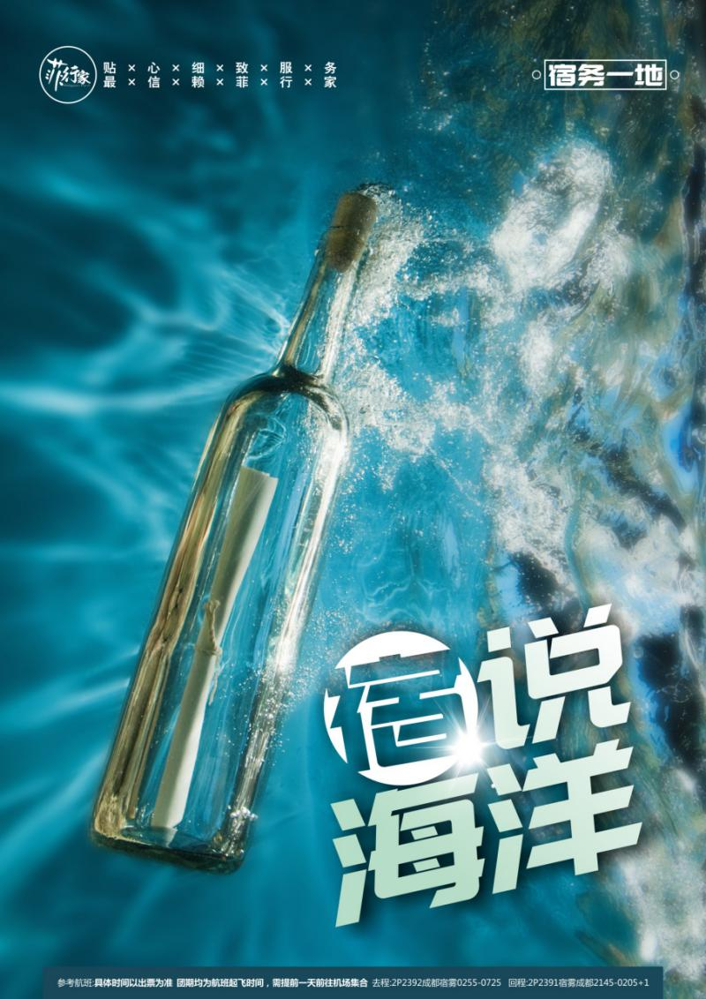 菲行家
贴×心×细×致×服×务
最×信×赖×菲×行×家
宿务一地
宿说
海洋
参考航班:具体时间以出票为准 团期均为航班起飞时间，需提前一天前往机场集合 去程:2P2392成都宿雾0255-0725 回程:2P2391宿雾成都2145-0205+1